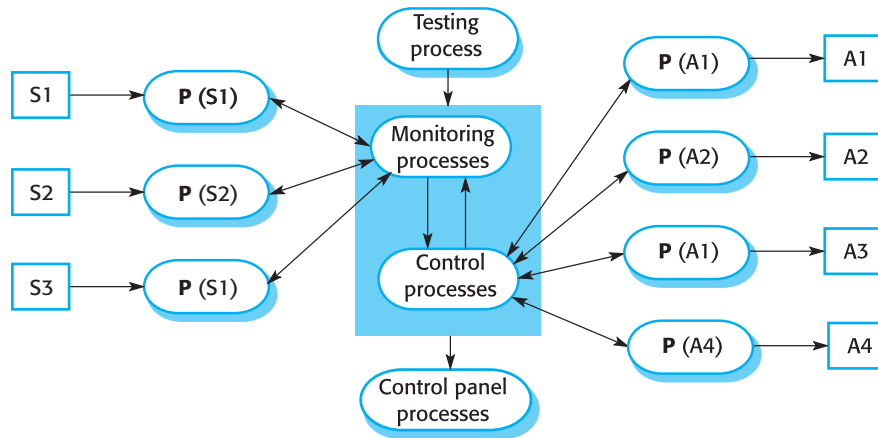 Testing
process
S1
P (S1)
Monitoring
processes
P (A1)
A1
S2
P (S2)
P (A2)
A2
S3
P (S1)
Control
processes
P (A1)
A3
P (A4)
A4
Control panel
processes